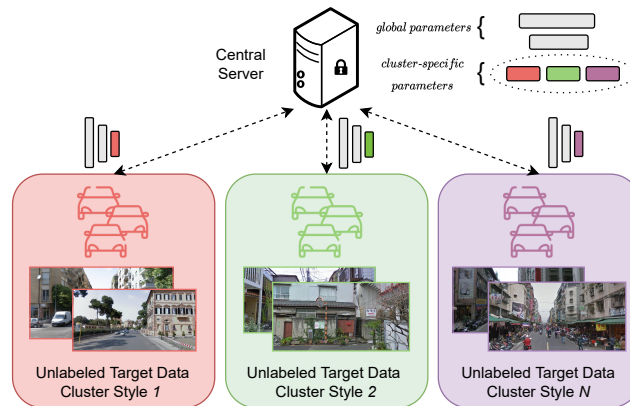 global parameters {
Central
Server
cluster-specific
parameters {
Unlabeled Target Data
Cluster Style 1
Unlabeled Target Data
Cluster Style 2
Unlabeled Target Data
Cluster Style N